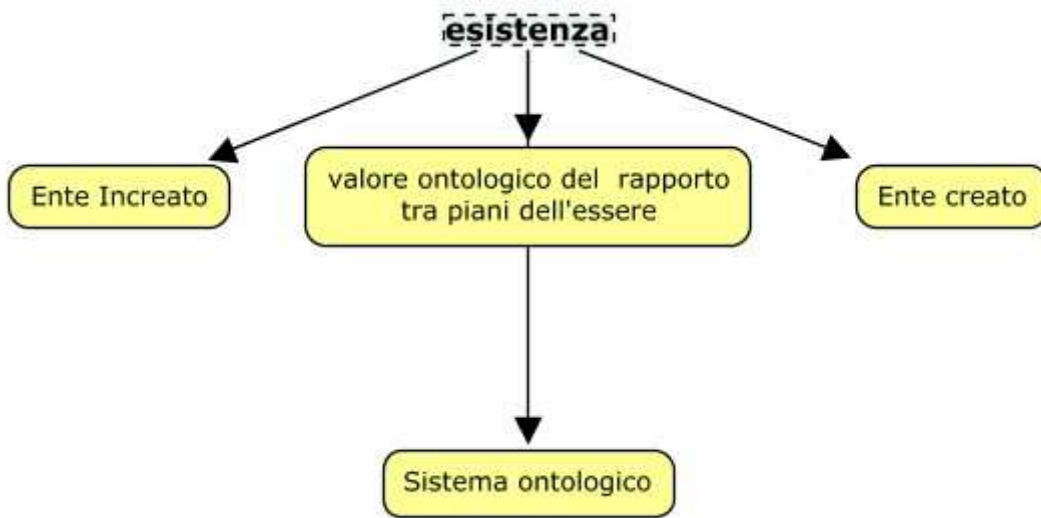 esistenza
Ente Increato
valore ontologico del rapporto
tra piani dell'essere
Ente creato
Sistema ontologico